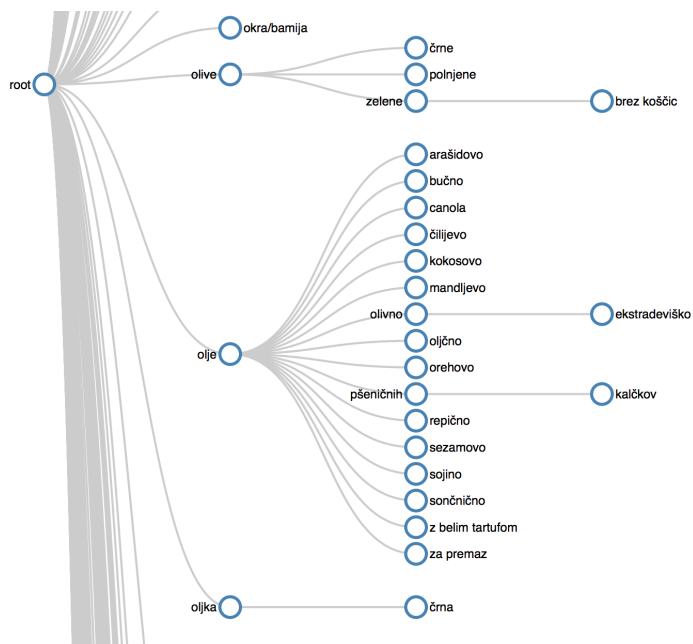 okra/bamija
črne
olive
polnjene
root
zelene
brez koščic
arašidovo
bučno
canola
čilijevo
kokosovo
mandljevo
olivno
ekstradeviško
oljčno
olje
orehovo
pšeničnih
kalčkov
repično
sezamovo
sojino
sončnično
z belim tartufom
za premaz
oljka
črna